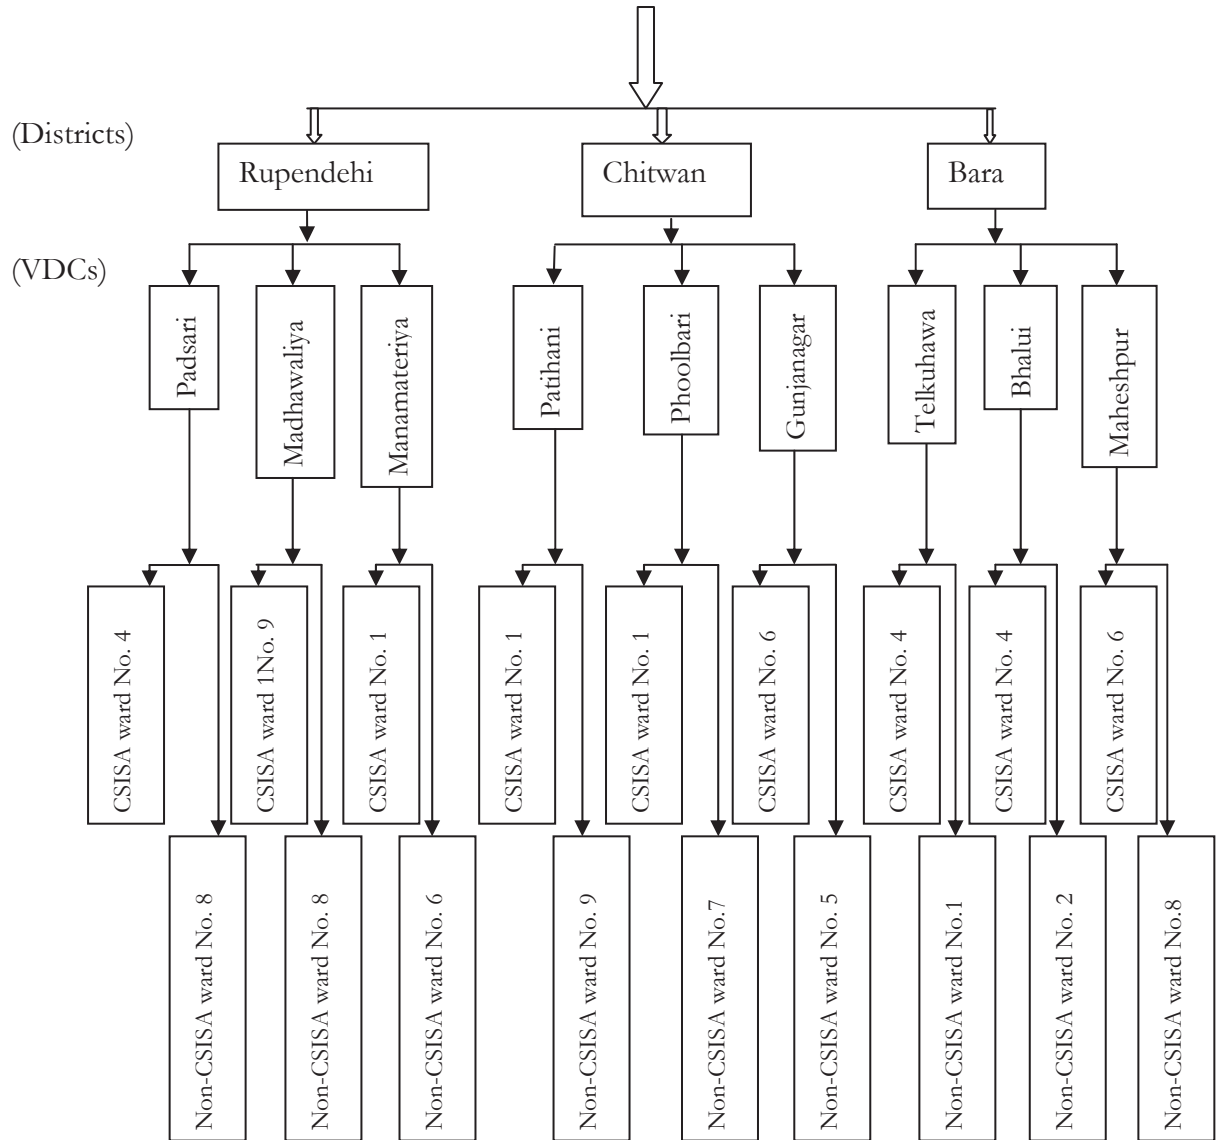 (Districts)
Rupendehi
Chitwan
Bara
(VDCs)
Padsari
Madhawaliya
Manamateriya
Patihani
Phoolbari
Gunjanagar
Telkuhawa
Bhalui
Maheshpur
CSISA ward No. 4
CSISA ward 1No. 9
CSISA ward No. 1
CSISA ward No. 1
CSISA ward No. 1
CSISA ward No. 6
CSISA ward No. 4
CSISA ward No. 4
CSISA ward No. 6
Non-CSISA ward No. 8
Non-CSISA ward No. 8
Non-CSISA ward No. 6
Non-CSISA ward No. 9
Non-CSISA ward No.7
Non-CSISA ward No. 5
Non-CSISA ward No.1
Non-CSISA ward No. 2
Non-CSISA ward No.8